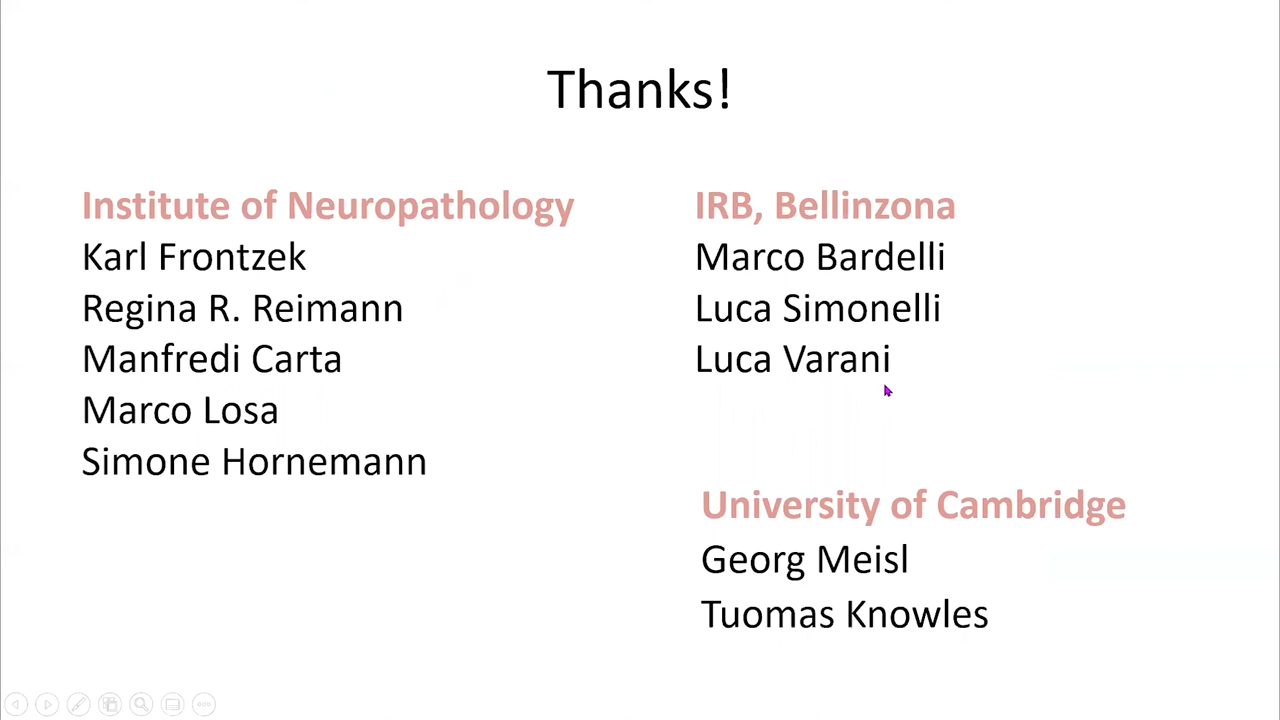 Thanks!
Institute of Neuropathology
Karl Frontzek
Regina R. Reimann
Manfredi Carta
Marco Losa
Simone Hornemann
IRB, Bellinzona
Marco Bardelli
Luca Simonelli
Luca Varani
University of Cambridge
Georg Meisl
Tuomas Knowles